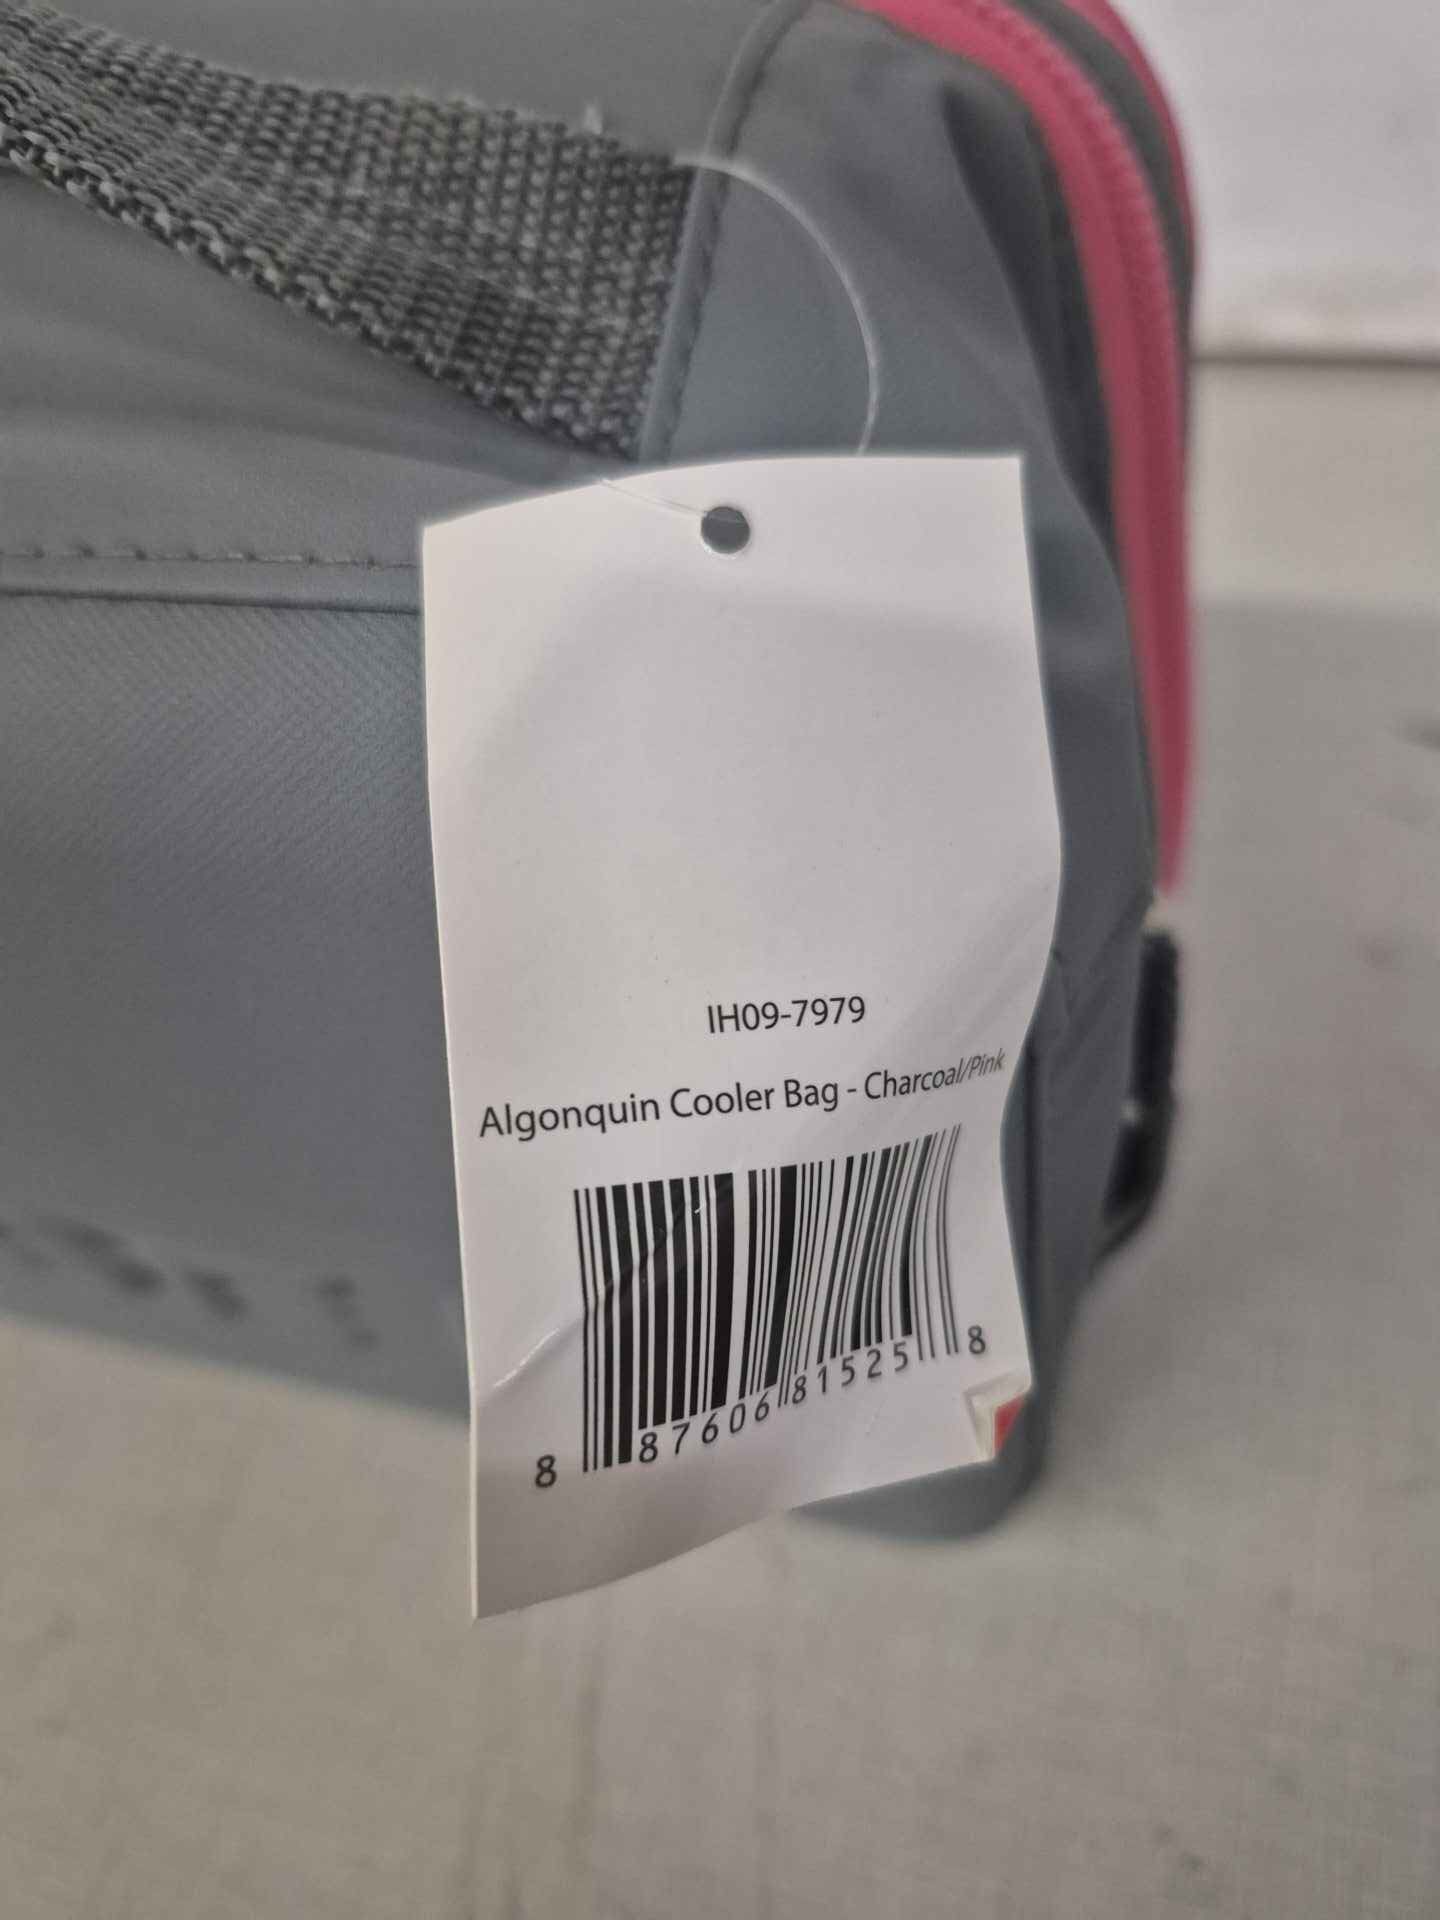 IH09-7979
Algonquin Cooler Bag - Charcoal/Pink
8 87606 81525 8